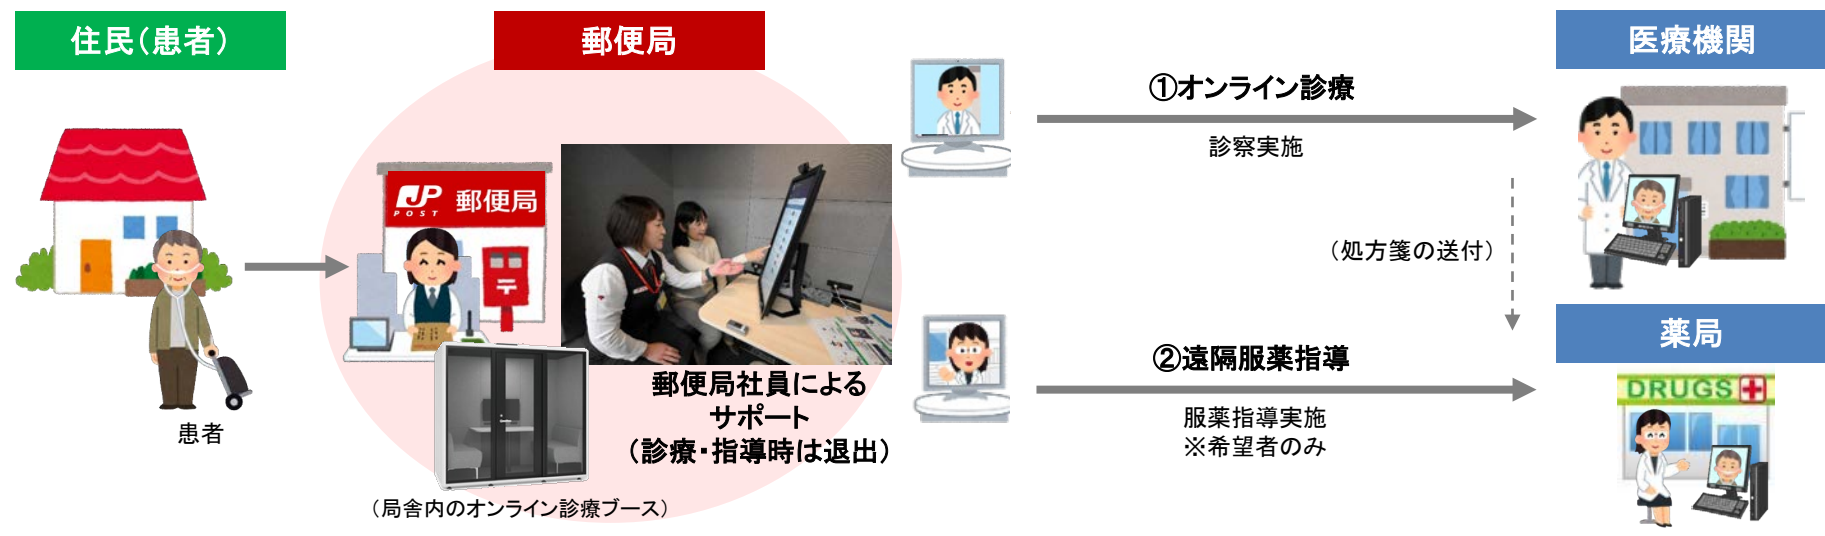 住民（患者）
郵便局
医療機関
①オンライン診療
診察実施
JP
POST
郵便局
（処方箋の送付）
薬局
②遠隔服薬指導
DRUGS
郵便局社員による
サポート
（診療・指導時は退出）
服薬指導実施
※希望者のみ
患者
（局舎内のオンライン診療ブース）